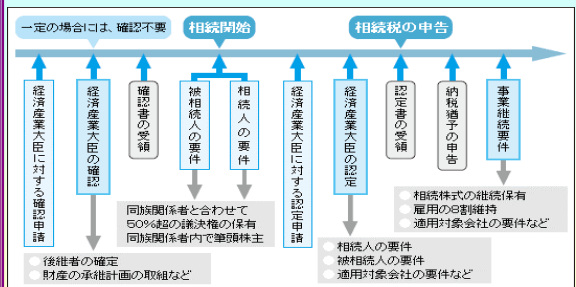 一定の場合には、確認不要
相続開始
相続税の申告
経済産業大臣に対する確認申請
経済産業大臣の確認
確認書の受領
被相続人の要件
相続人の要件
経済産業大臣に対する認定申請
経済産業大臣の認定
認定書の受領
納税猶予の申告
事業継続要件
同族関係者と合わせて
50%超の議決権の保有
同族関係者内で筆頭株主
相続株式の継続保有
雇用の8割維持
適用対象会社の要件など
後継者の確定
財産の承継計画の取組など
相続人の要件
被相続人の要件
適用対象会社の要件など